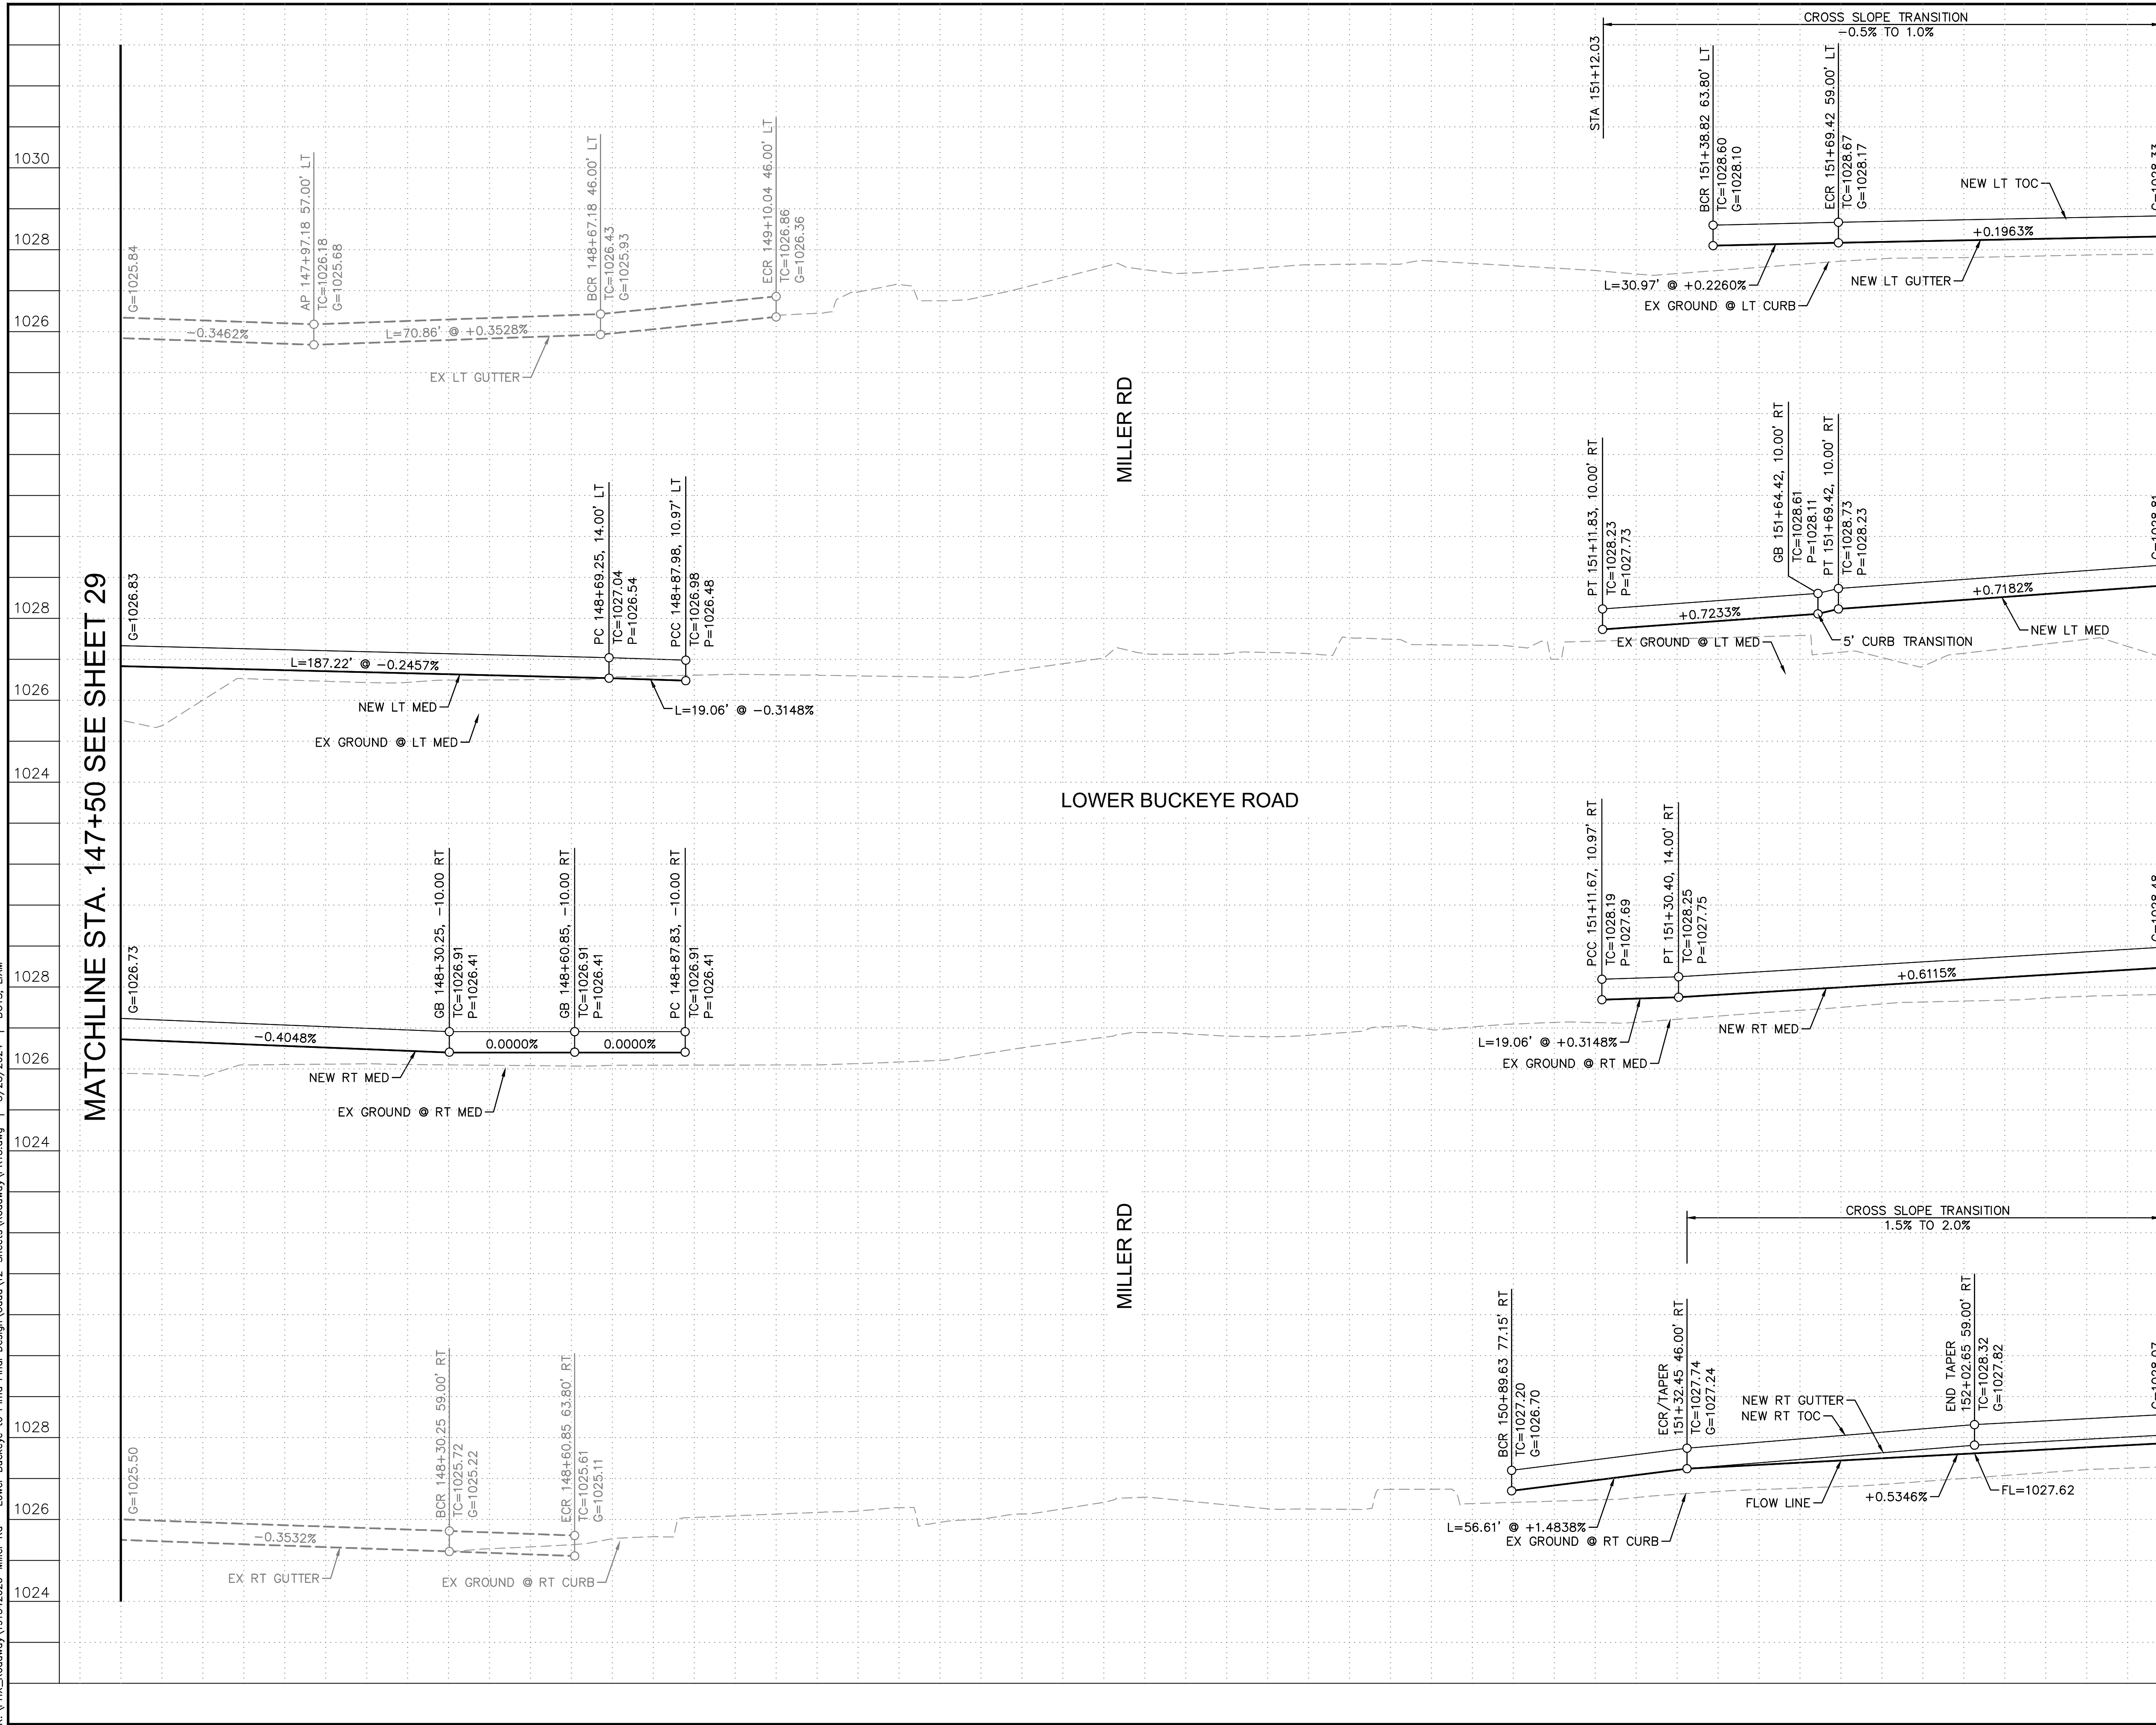 CROSS SLOPE TRANSITION
-0.5% TO 1.0%
STA 151+12.03
BCR 151+38.82 63.80' LT
TC=1028.60
G=1028.10
ECR 151+69.42 59.00' LT
TC=1028.67
G=1028.17
G=1028.33
NEW LT TOC
+0.1963%
L=30.97' @ +0.2260%
NEW LT GUTTER
EX GROUND @ LT CURB
1030
1028
1026
G=1025.84
AP 147+97.18 57.00' LT
TC=1026.18
G=1025.68
BCR 148+67.18 46.00' LT
TC=1026.43
G=1025.93
ECR 149+10.04 46.00' LT
TC=1026.86
G=1026.36
-0.3462%
L=70.86' @ +0.3528%
EX LT GUTTER
MILLER RD
MATCHLINE STA. 147+50 SEE SHEET 29
1028
1026
1024
G=1026.83
PC 148+69.25, 14.00' LT
TC=1027.04
P=1026.54
PCC 148+87.98, 10.97' LT
TC=1026.98
P=1026.48
L=187.22' @ -0.2457%
NEW LT MED
L=19.06' @ -0.3148%
EX GROUND @ LT MED
PT 151+11.83, 10.00' RT
TC=1028.23
P=1027.73
GB 151+64.42, 10.00' RT
TC=1028.61
P=1028.11
PT 151+69.42, 10.00' RT
TC=1028.73
P=1028.23
G=1028.81
+0.7233%
+0.7182%
EX GROUND @ LT MED
5' CURB TRANSITION
NEW LT MED
LOWER BUCKEYE ROAD
1028
1026
1024
G=1026.73
GB 148+30.25, -10.00 RT
TC=1026.91
P=1026.41
GB 148+60.85, -10.00 RT
TC=1026.91
P=1026.41
PC 148+87.83, -10.00 RT
TC=1026.91
P=1026.41
-0.4048%
0.0000%
0.0000%
NEW RT MED
EX GROUND @ RT MED
PCC 151+11.67, 10.97' RT
TC=1028.19
P=1027.69
PT 151+30.40, 14.00' RT
TC=1028.25
P=1027.75
G=1028.48
+0.6115%
NEW RT MED
L=19.06' @ +0.3148%
EX GROUND @ RT MED
MILLER RD
CROSS SLOPE TRANSITION
1.5% TO 2.0%
1028
1026
1024
G=1025.50
BCR 148+30.25 59.00' RT
TC=1025.72
G=1025.22
ECR 148+60.85 63.80' RT
TC=1025.61
G=1025.11
-0.3532%
EX RT GUTTER
EX GROUND @ RT CURB
BCR 150+89.63 77.15' RT
TC=1027.20
G=1026.70
ECR/TAPER
151+32.45 46.00' RT
TC=1027.74
G=1027.24
END TAPER
152+02.65 59.00' RT
TC=1028.32
G=1027.82
G=1028.07
NEW RT GUTTER
NEW RT TOC
FLOW LINE
+0.5346%
FL=1027.62
L=56.61' @ +1.4838%
EX GROUND @ RT CURB